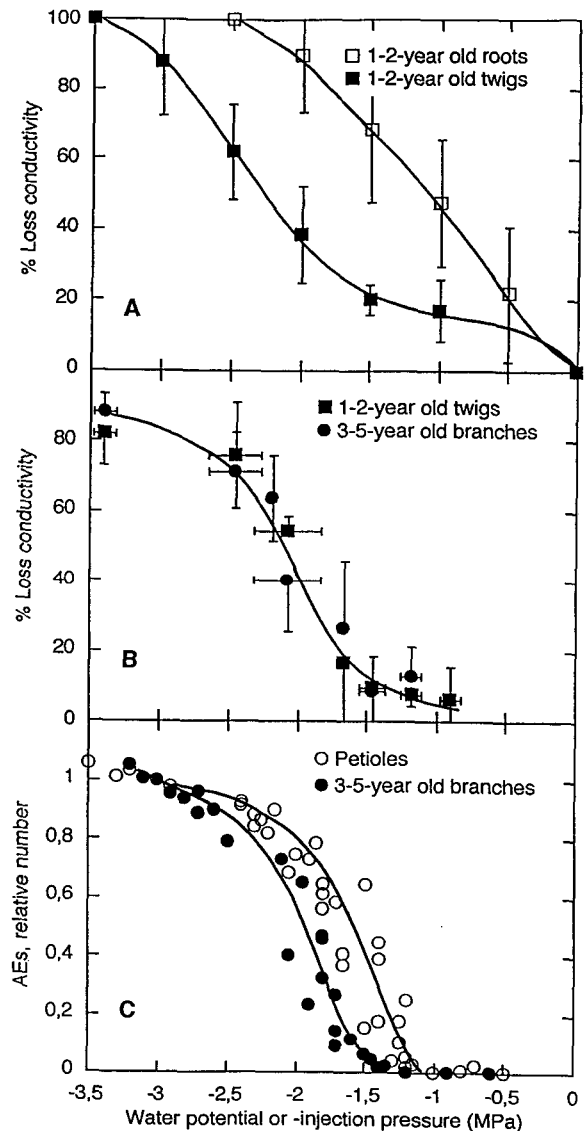 100
80
60
40
20
0
% Loss conductivity
A
□ 1-2-year old roots
■ 1-2-year old twigs
80
60
40
20
0
% Loss conductivity
B
■ 1-2-year old twigs
● 3-5-year old branches
1
0,8
0,6
0,4
0,2
0
AEs, relative number
C
○ Petioles
● 3-5-year old branches
-3,5 -3 -2,5 -2 -1,5 -1 -0,5 0
Water potential or -injection pressure (MPa)